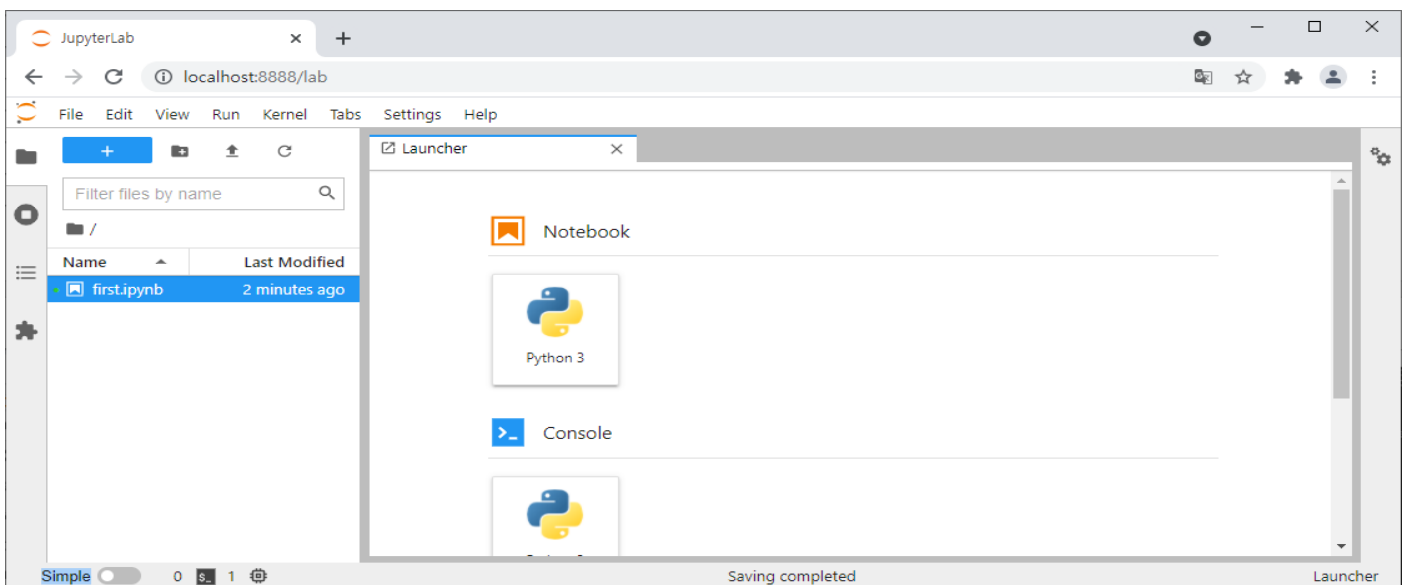 JupyterLab
localhost:8888/lab
File Edit View Run Kernel Tabs Settings Help
Launcher
Filter files by name
/
Name Last Modified
first.ipynb 2 minutes ago
Notebook
Python 3
Console
Simple 0 1 Saving completed Launcher